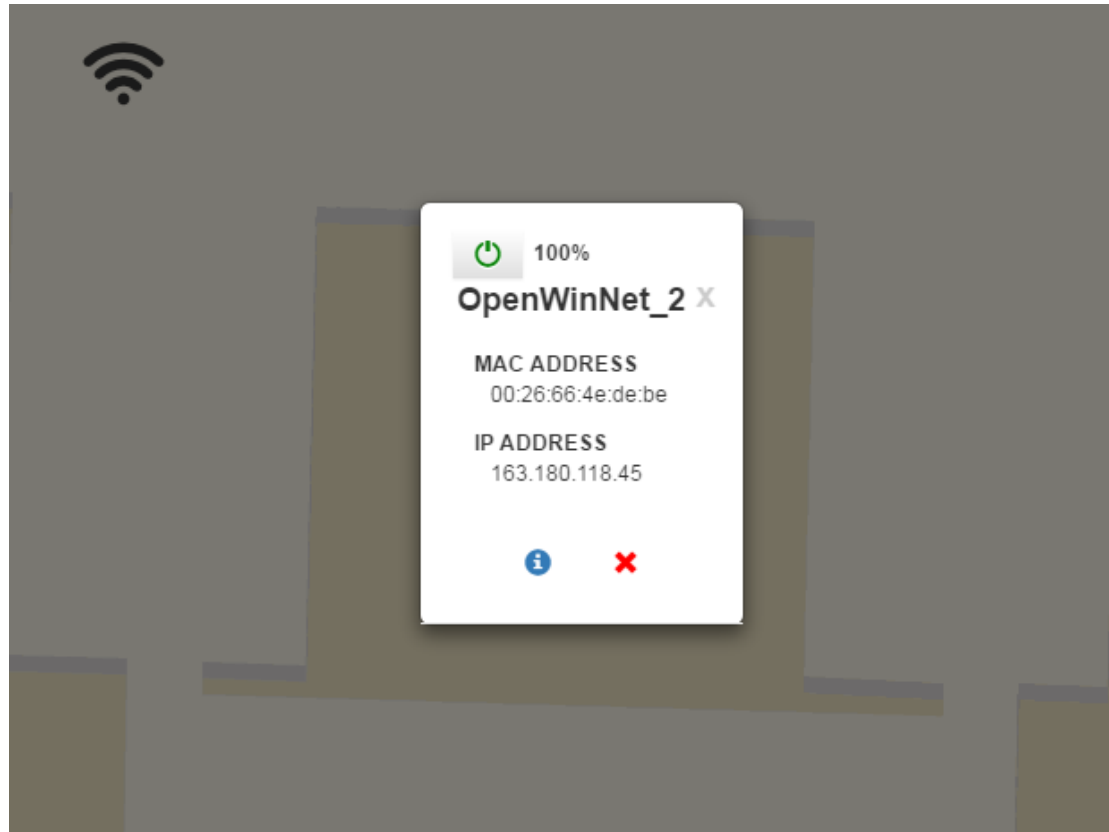 100%
OpenWinNet_2 X
MAC ADDRESS
00:26:66:4e:de:be
IP ADDRESS
163.180.118.45